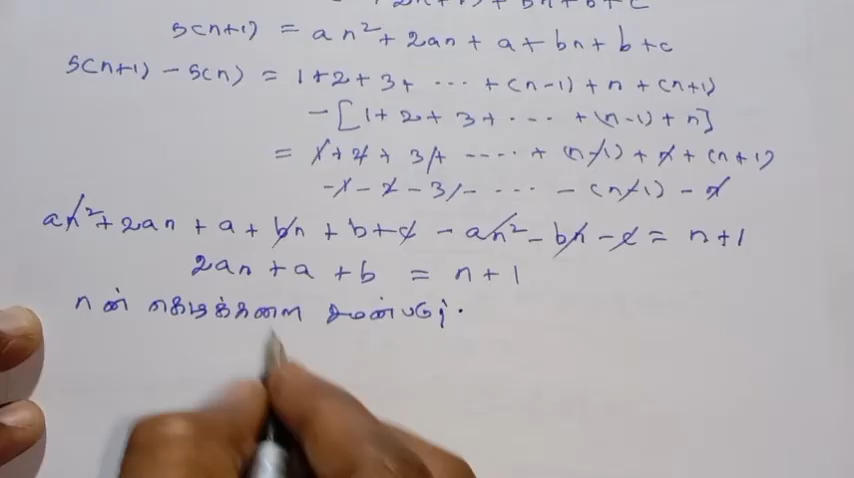 S(n+1) = an² + 2an + a + bn + b + c
S(n+1) - S(n) = 1+2+3+ .... + (n-1) + n + (n+1)
- [1+2+3+.... + (n-1) + n]
= 1+2+3+ ..... + (n-1) + n + (n+1)
-1-2-3- .... - (n-1) - n
an² + 2an + a + bn + b + c - an² - bn - c = n+1
2an + a + b = n + 1
n ன் கெழுக்களை சமன்படு.